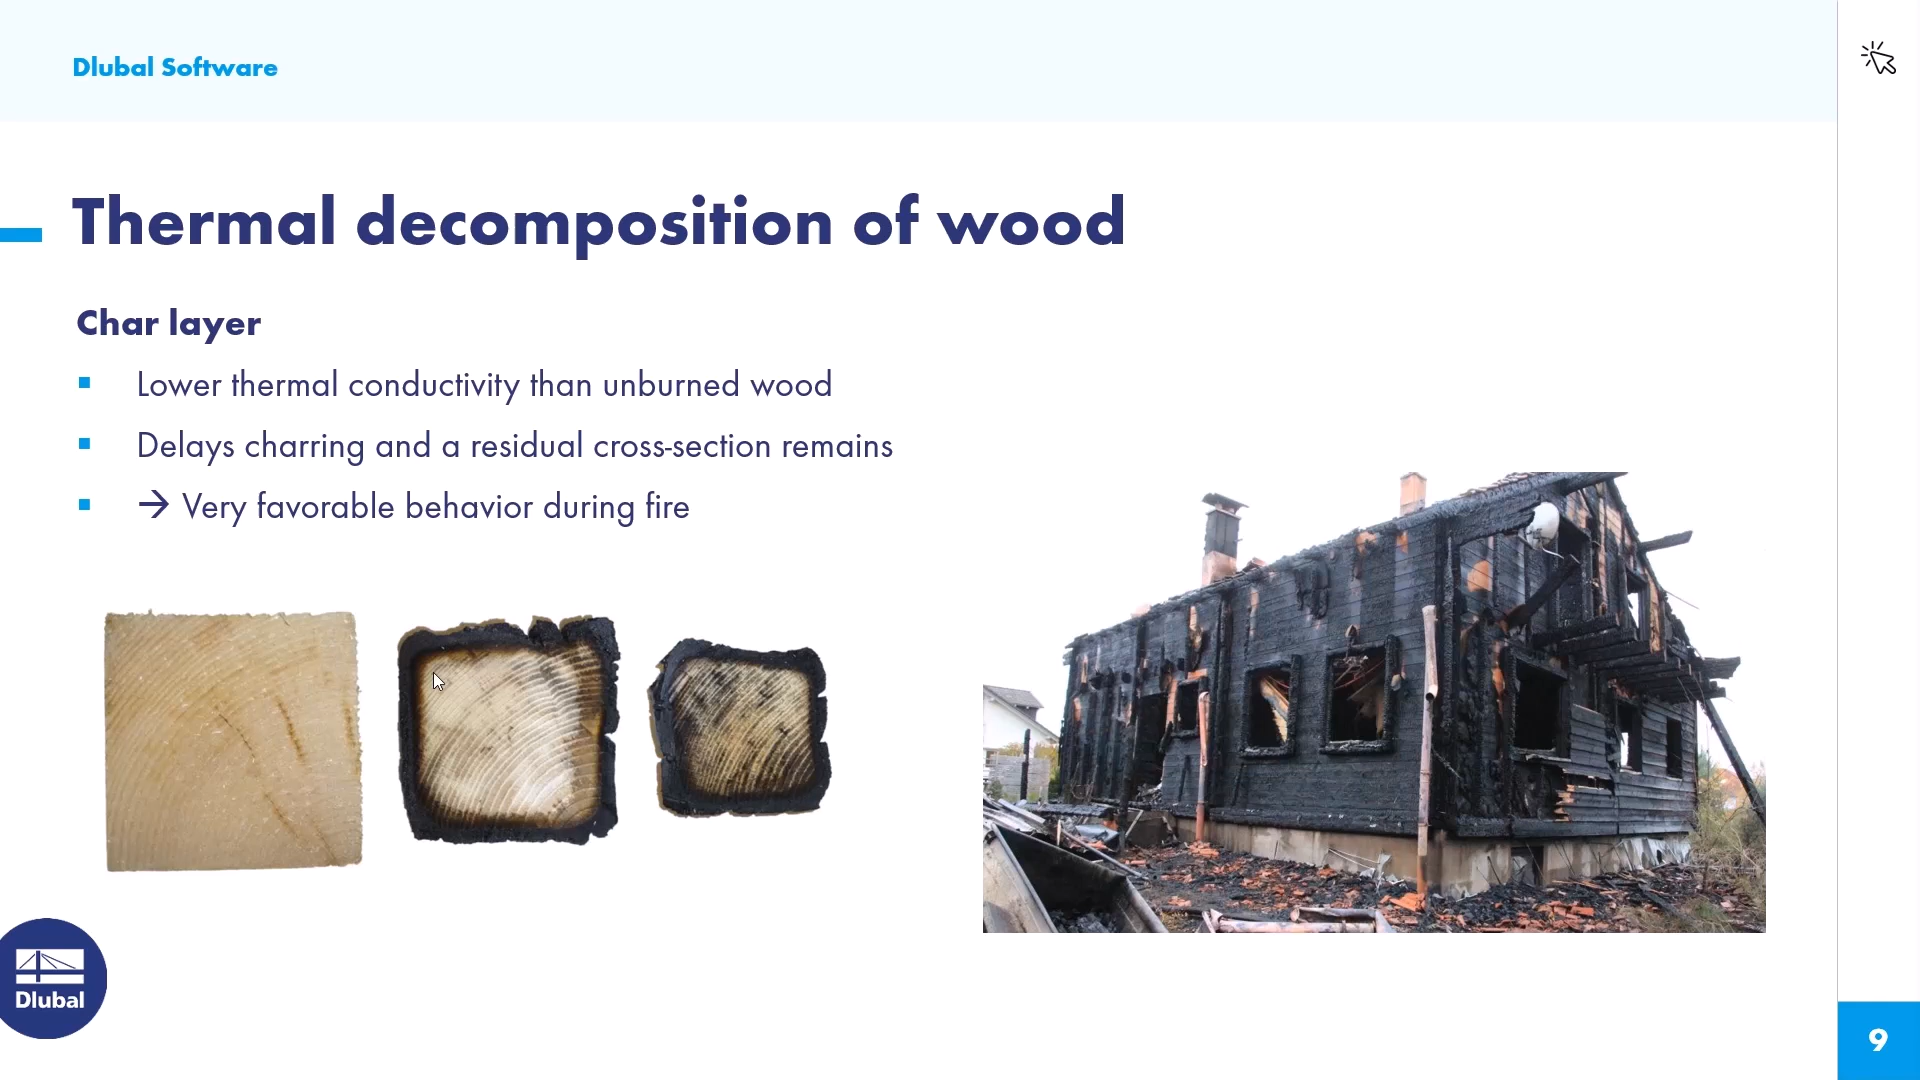 Dlubal Software
Thermal decomposition of wood
Char layer
▪ Lower thermal conductivity than unburned wood
▪ Delays charring and a residual cross-section remains
▪ → Very favorable behavior during fire
Dlubal
9